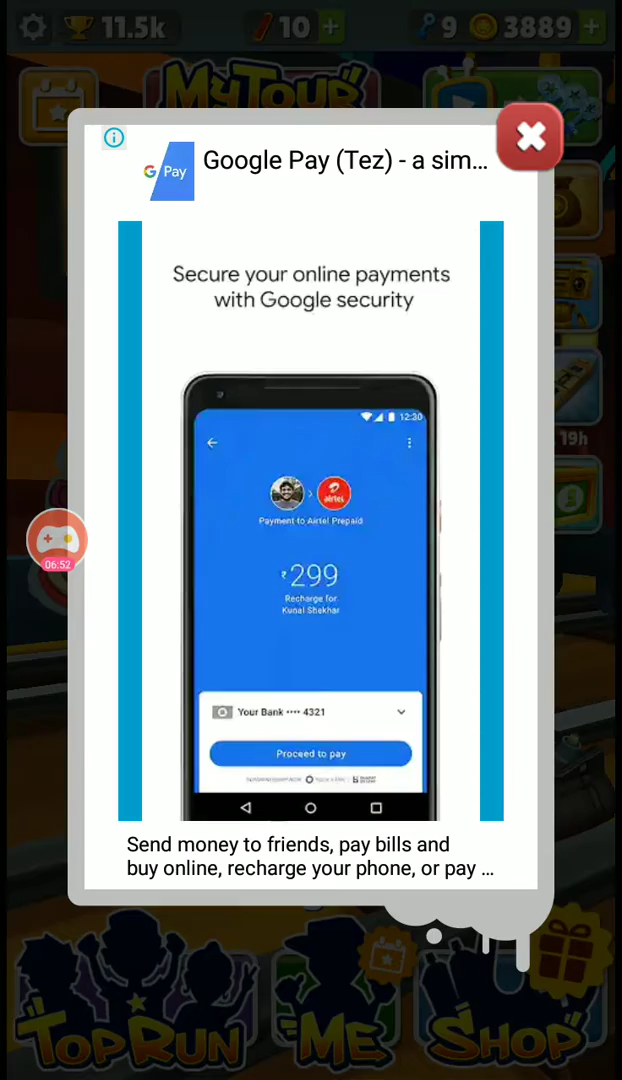 11.5k
10
9
3889
MyTour
G Pay
Google Pay (Tez) - a sim...
Secure your online payments
with Google security
12:30
airtel
Payment to Airtel Prepaid
₹299
Recharge for
Kunal Shekhar
19h
06:52
Your Bank •••• 4321
Proceed to pay
Send money to friends, pay bills and
buy online, recharge your phone, or pay ...
TopRun
Me
Shop